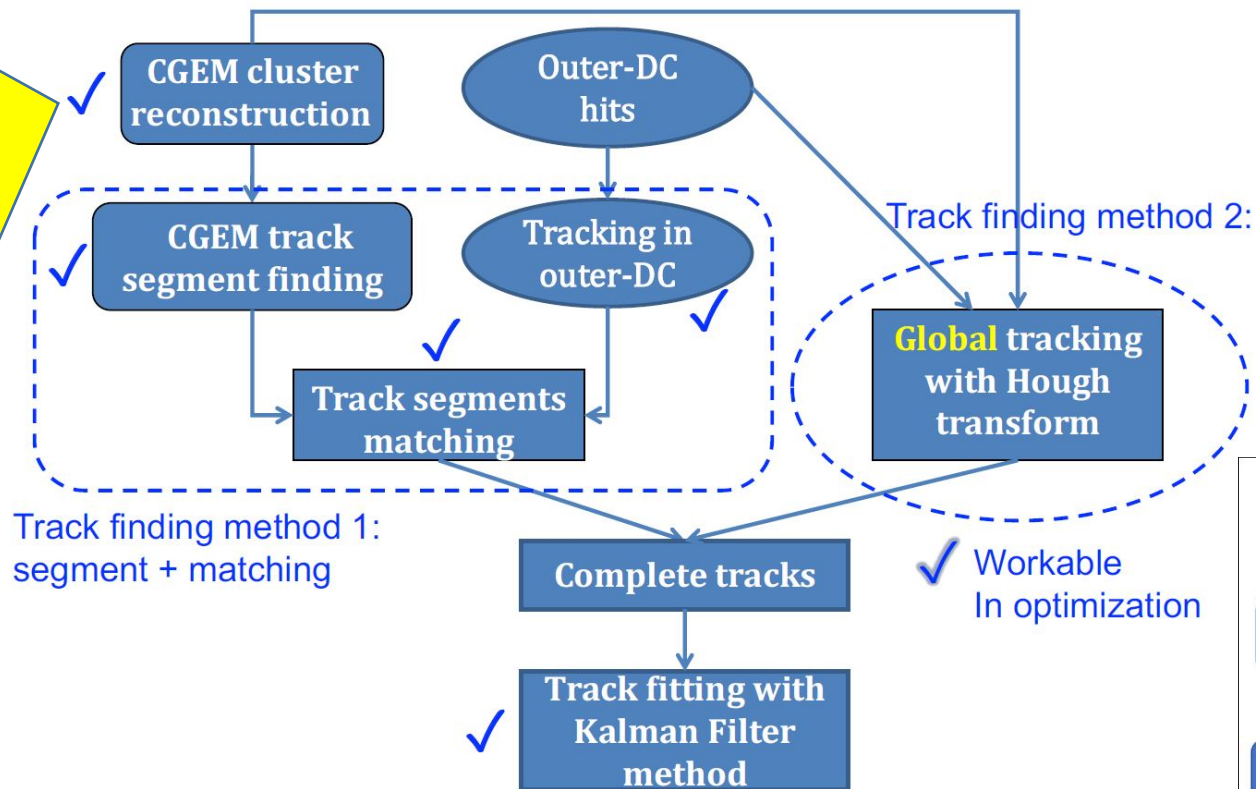 CGEM cluster
reconstruction
Outer-DC
hits
CGEM track
segment finding
Tracking in
outer-DC
Track finding method 2:
Global tracking
with Hough
transform
Track segments
matching
Track finding method 1:
segment + matching
Complete tracks
Workable
In optimization
Track fitting with
Kalman Filter
method